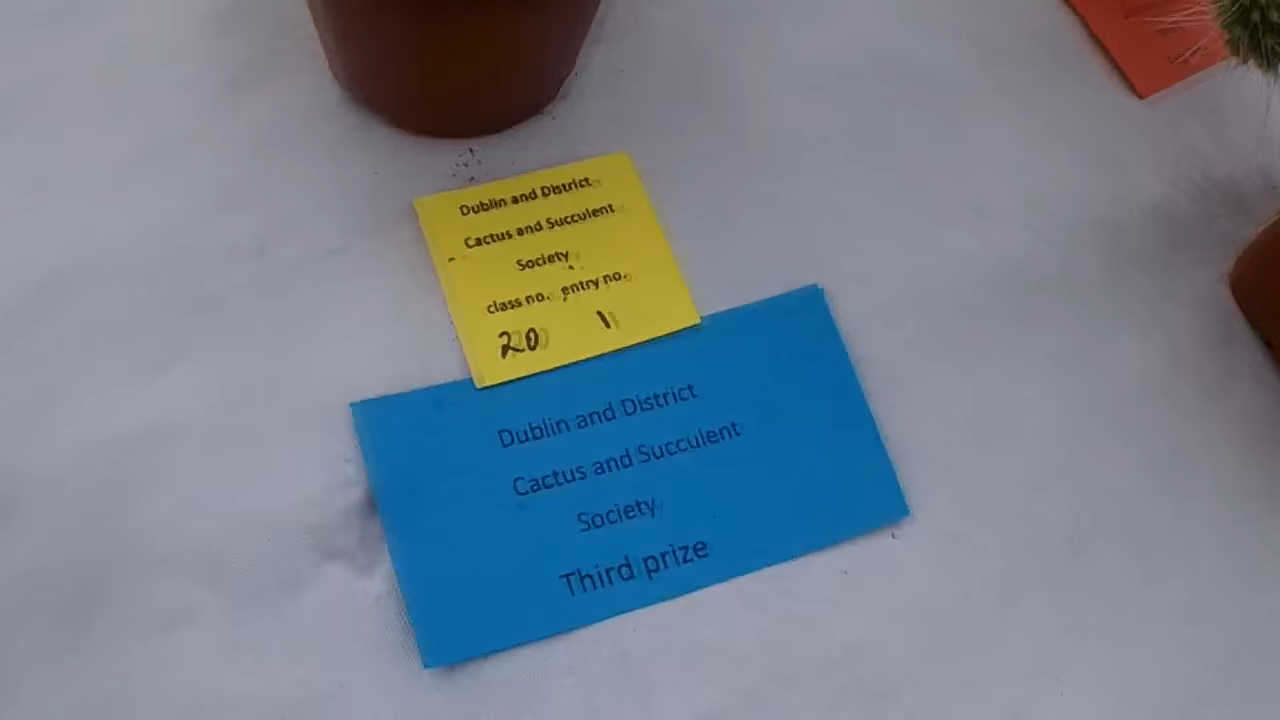 Dublin and District
Cactus and Succulent
Society
class no. entry no.
20 1
Dublin and District
Cactus and Succulent
Society
Third prize